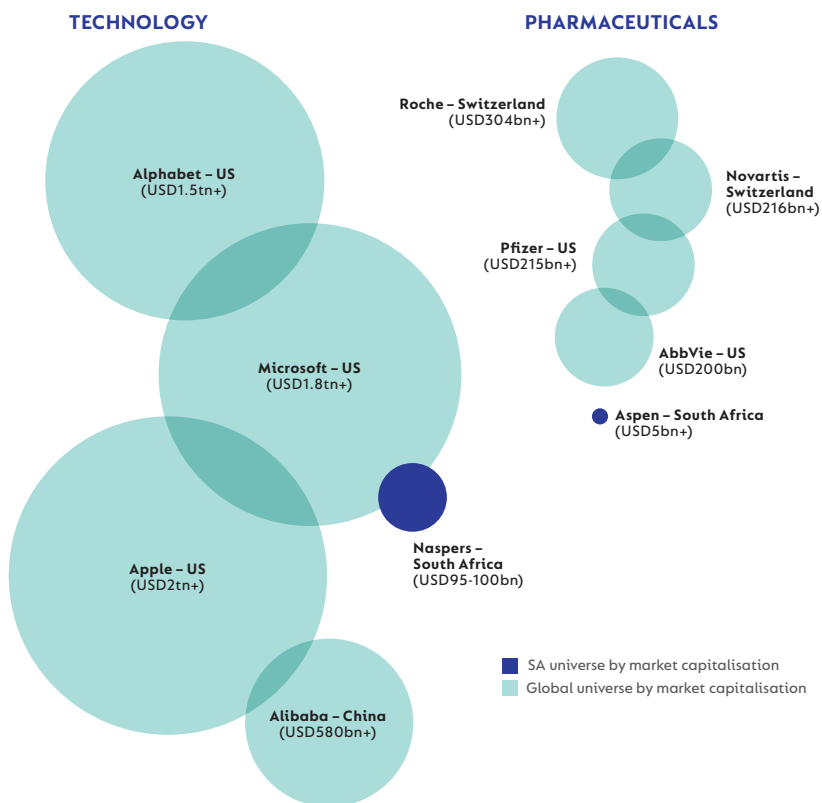 TECHNOLOGY
Alphabet – US
(USD1.5tn+)
Microsoft – US
(USD1.8tn+)
Naspers –
South Africa
(USD95-100bn)
Apple – US
(USD2tn+)
Alibaba – China
(USD580bn+)
PHARMACEUTICALS
Roche – Switzerland
(USD304bn+)
Novartis –
Switzerland
(USD216bn+)
Pfizer – US
(USD215bn+)
AbbVie – US
(USD200bn)
Aspen – South Africa
(USD5bn+)
SA universe by market capitalisation
Global universe by market capitalisation